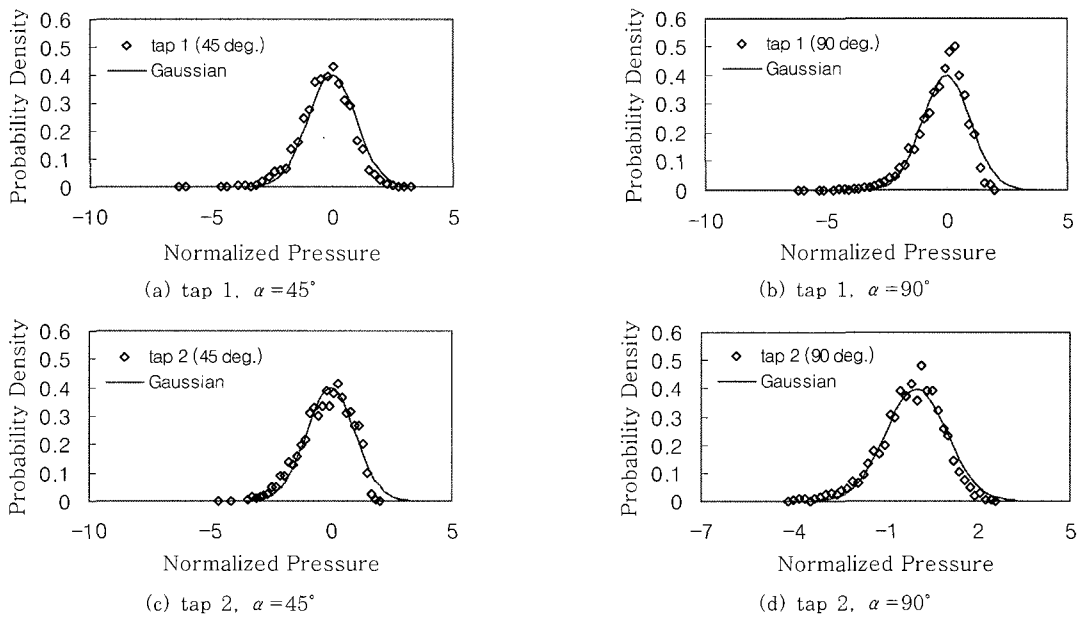 Probability Density
0.6
0.5
0.4
0.3
0.2
0.1
0
tap 1 (45 deg.)
Gaussian
-10
-5
0
5
Normalized Pressure
(a) tap 1, α=45°
Probability Density
0.6
0.5
0.4
0.3
0.2
0.1
0
tap 1 (90 deg.)
Gaussian
-10
-5
0
5
Normalized Pressure
(b) tap 1, α=90°
Probability Density
0.6
0.5
0.4
0.3
0.2
0.1
0
tap 2 (45 deg.)
Gaussian
-10
-5
0
5
Normalized Pressure
(c) tap 2, α=45°
Probability Density
0.6
0.5
0.4
0.3
0.2
0.1
0
tap 2 (90 deg.)
Gaussian
-7
-4
-1
2
5
Normalized Pressure
(d) tap 2, α=90°